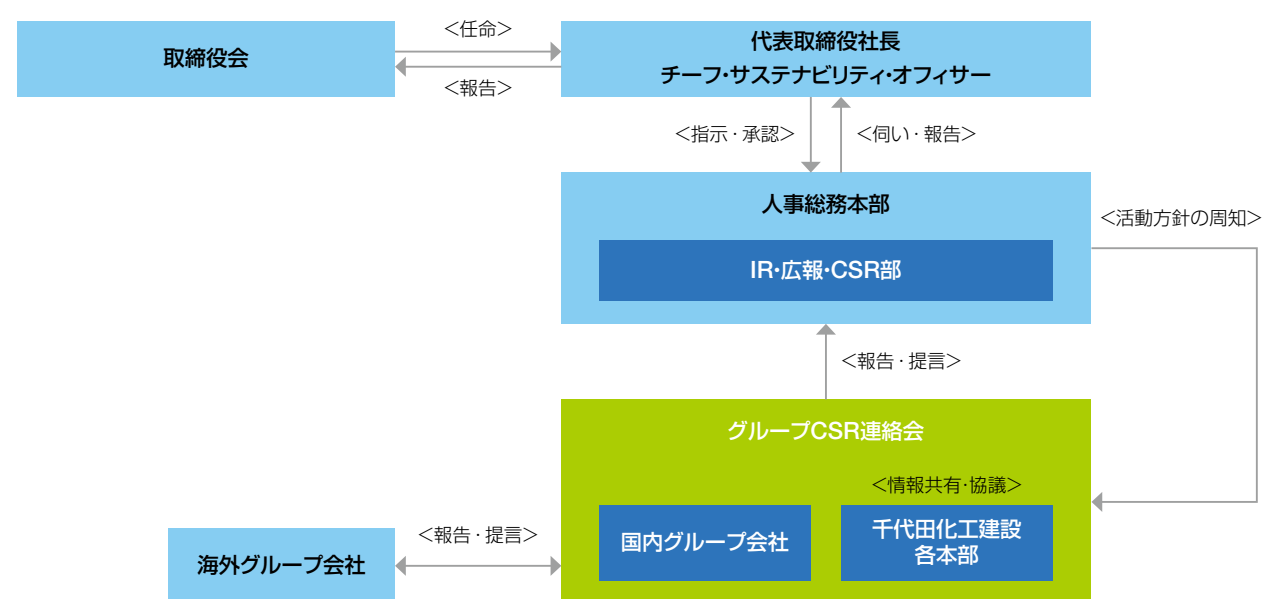 取締役会
＜任命＞
＜報告＞
代表取締役社長
チーフ･サステナビリティ･オフィサー
＜指示・承認＞
＜伺い・報告＞
人事総務本部
IR･広報･CSR部
＜活動方針の周知＞
＜報告・提言＞
グループCSR連絡会
＜情報共有･協議＞
国内グループ会社
千代田化工建設
各本部
＜報告・提言＞
海外グループ会社